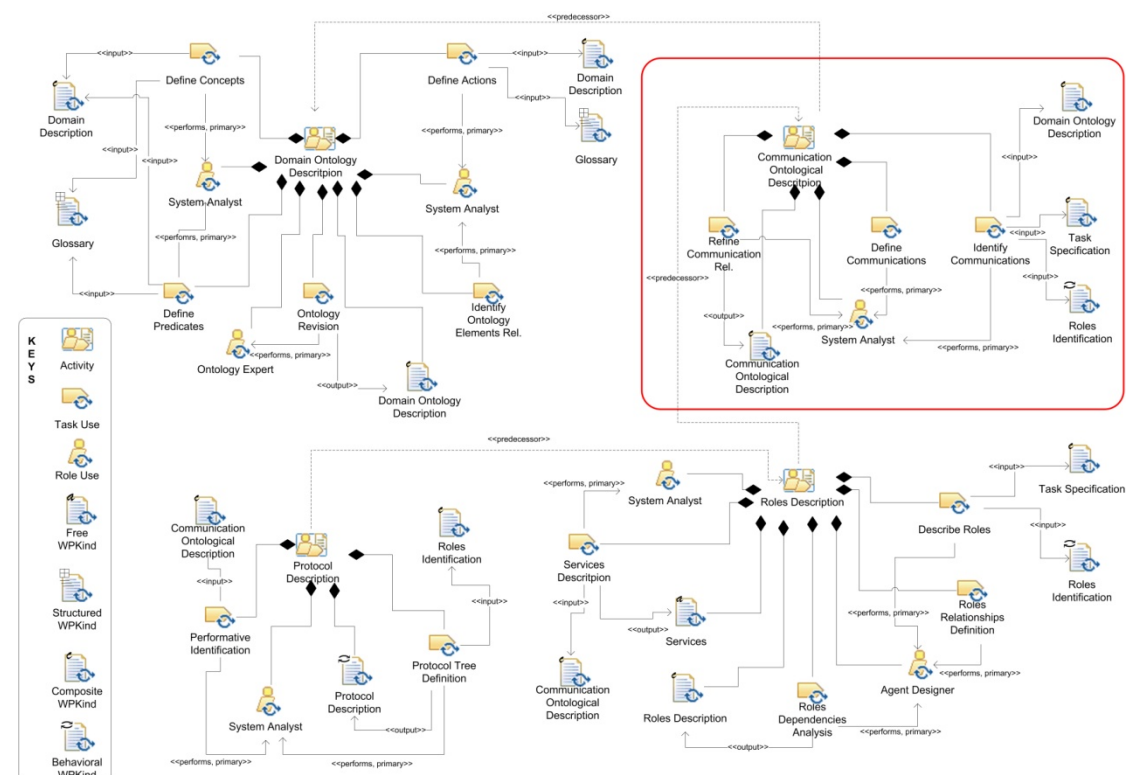 <<predecessor>>
<<input>>
Define Concepts
Domain
Description
<<input>>
<<input>>
<<performs, primary>>
Domain Ontology
Descritpion
System Analyst
Glossary
<<perfomrs, primary>>
<<input>>
Define
Predicates
Define Actions
<<input>>
Domain
Description
<<input>>
Glossary
<<performs, primary>>
System Analyst
<<performs, primary>>
Ontology
Revision
Identify
Ontology
Elements Rel.
<<performs, primary>>
Ontology Expert
<<output>>
Domain Ontology
Description
Communication
Ontological
Descritpion
Domain Ontology
Description
<<input>>
Refine
Communication
Rel.
Define
Communications
Identify
Communications
<<input>>
Task
Specification
<<predecessor>>
<<performs, primary>>
<<input>>
<<output>>
<<performs, primary>>
System Analyst
<<performs, primary>>
Roles
Identification
Communication
Ontological
Description
K
E
Y
S
Activity
Task Use
Role Use
Free
WPKind
Structured
WPKind
Composite
WPKind
Behavioral
WPKind
<<predecessor>>
Communication
Ontological
Description
Protocol
Description
Roles
Identification
<<input>>
<<input>>
Performative
Identification
Protocol Tree
Definition
System Analyst
Protocol
Description
<<output>>
<<performs, primary>>
<<performs, primary>>
System Analyst
<<performs, primary>>
Roles Description
<<input>>
Task Specification
Describe Roles
<<input>>
Services
Descritpion
<<input>>
<<output>>
Services
Roles
Identification
Roles
Relationships
Definition
<<performs, primary>>
<<performs, primary>>
Agent Designer
Communication
Ontological
Description
Roles Description
Roles
Dependencies
Analysis
<<performs, primary>>
<<output>>